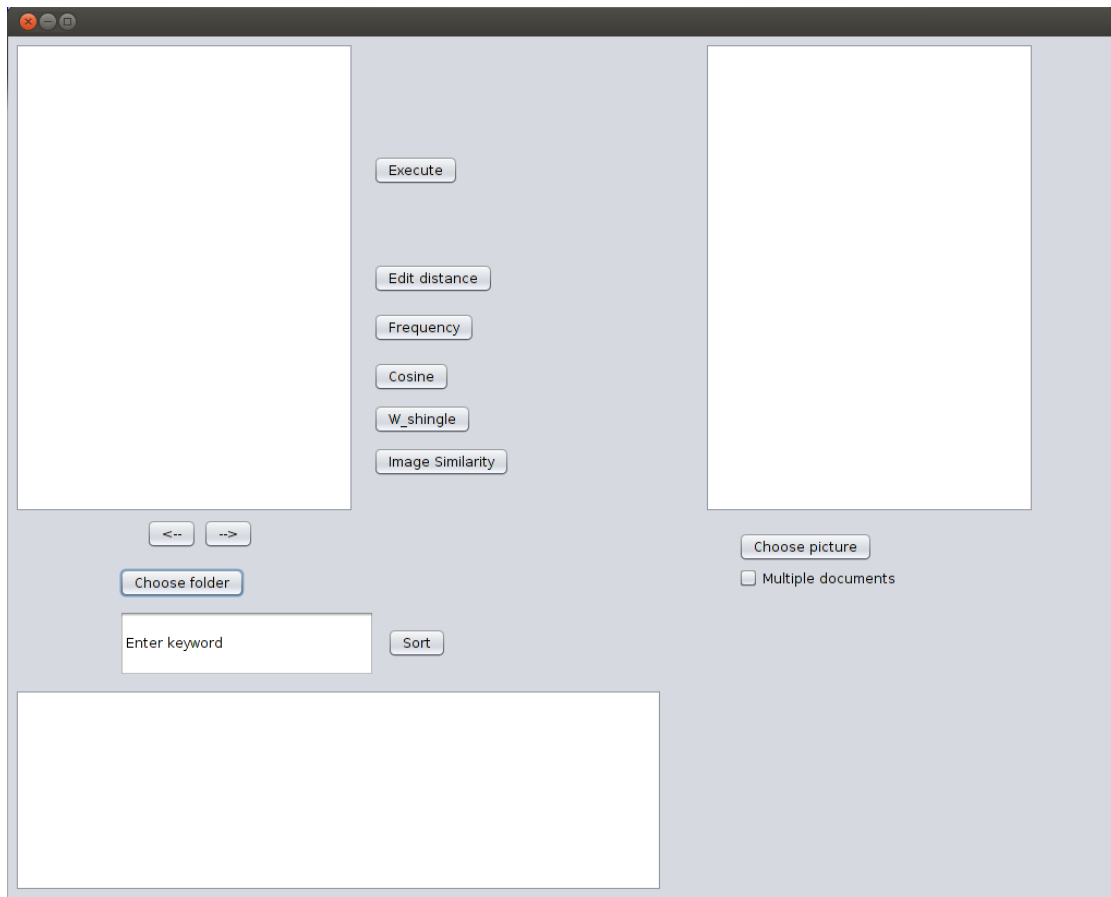 Execute
Edit distance
Frequency
Cosine
W_shingle
Image Similarity
<-- -->
Choose picture
Choose folder
Multiple documents
Enter keyword
Sort